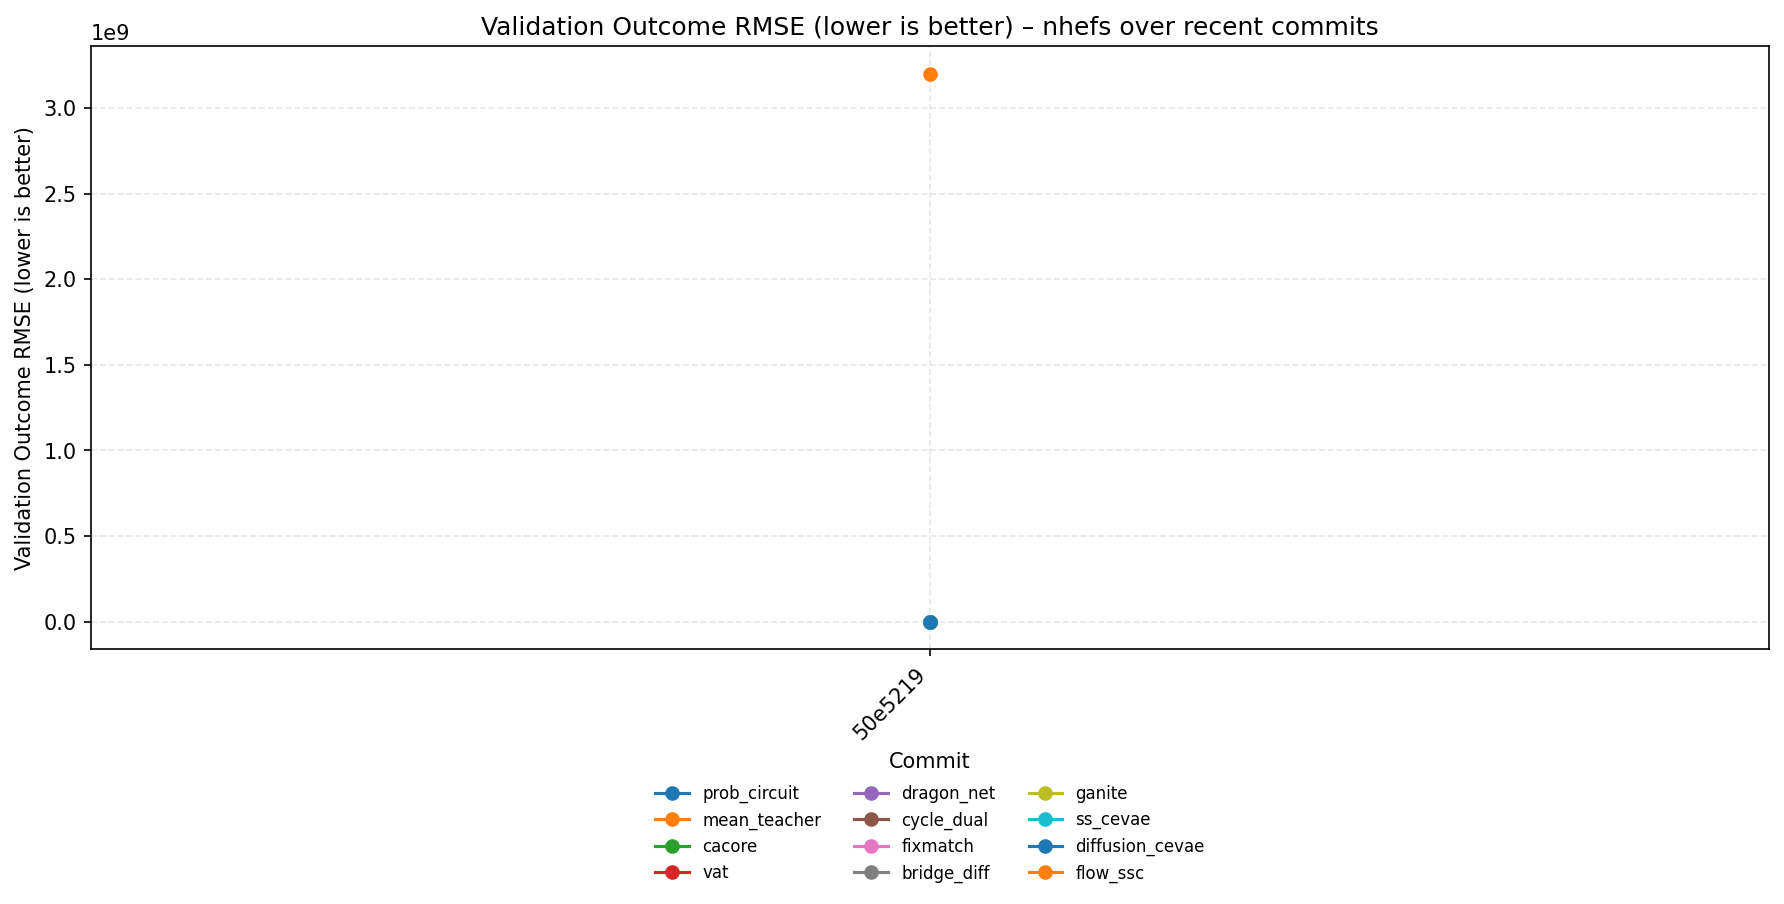 Validation Outcome RMSE (lower is better) – nhefs over recent commits
1e9
3.0
2.5
2.0
1.5
1.0
0.5
0.0
Validation Outcome RMSE (lower is better)
50e5219
Commit
prob_circuit
mean_teacher
cacore
vat
dragon_net
cycle_dual
fixmatch
bridge_diff
ganite
ss_cevae
diffusion_cevae
flow_ssc